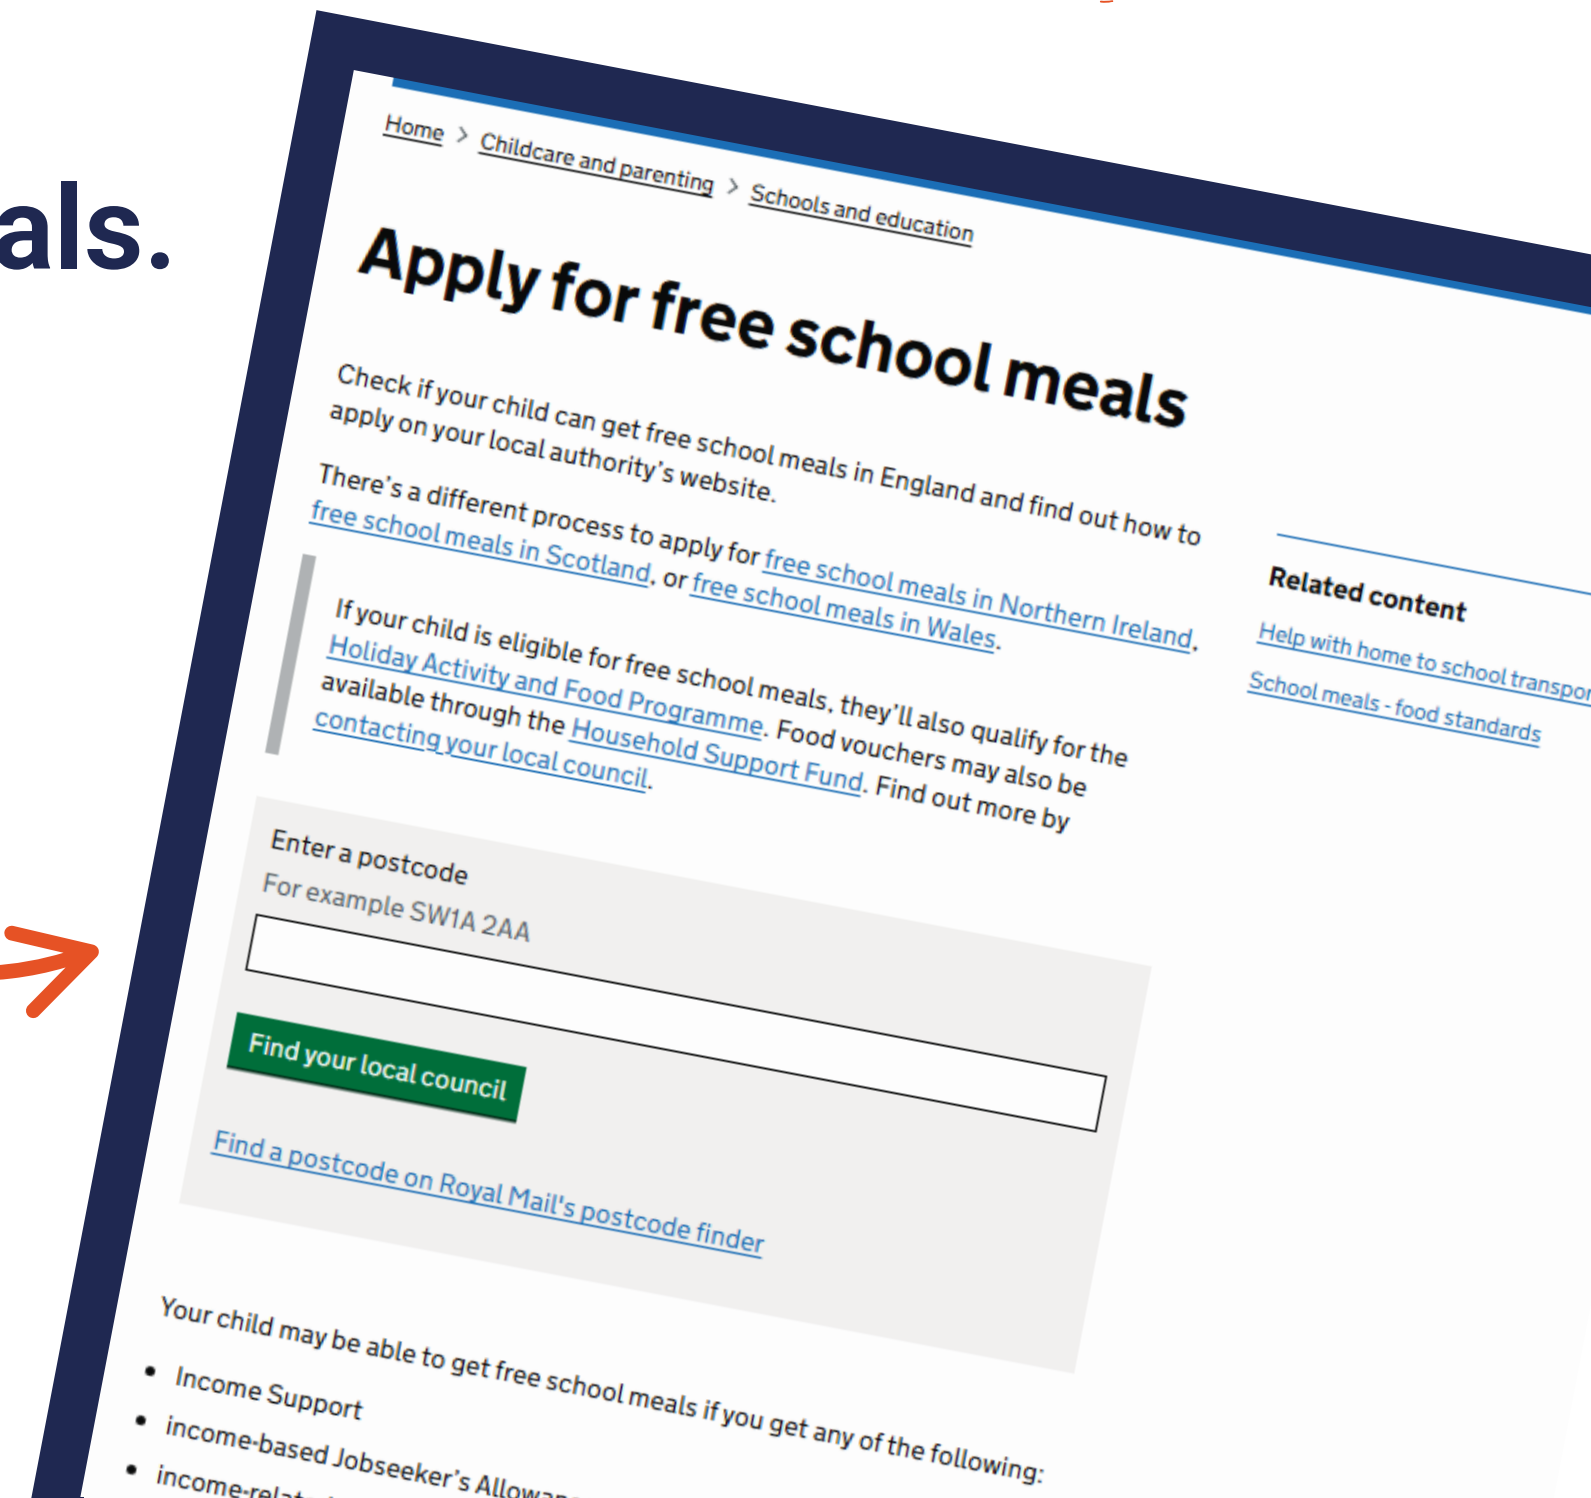 als.
Home > Childcare and parenting > Schools and education
Apply for free school meals
Check if your child can get free school meals in England and find out how to
apply on your local authority's website.
There's a different process to apply for free school meals in Northern Ireland,
free school meals in Scotland, or free school meals in Wales.
If your child is eligible for free school meals, they'll also qualify for the
Holiday Activity and Food Programme. Food vouchers may also be
available through the Household Support Fund. Find out more by
contacting your local council.
Related content
Help with home to school transpor
School meals - food standards
Enter a postcode
For example SW1A 2AA
Find your local council
Find a postcode on Royal Mail's postcode finder
Your child may be able to get free school meals if you get any of the following:
• Income Support
• income-based Jobseeker's Allowan
• income-relat